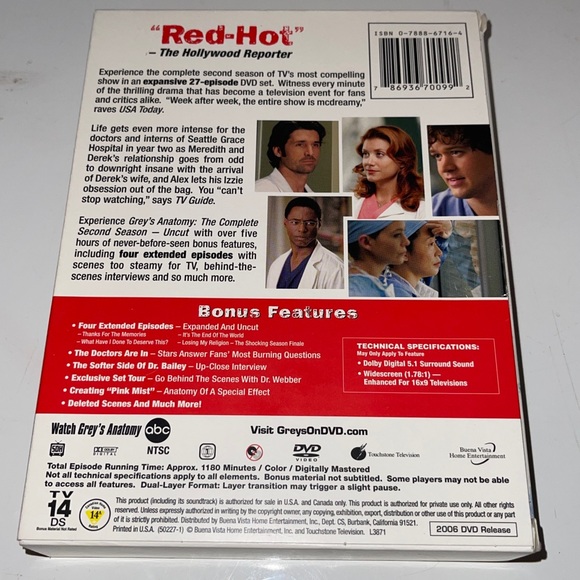 "Red-Hot"
– The Hollywood Reporter
ISBN 0-7888-6716-4
7 86936 70099 2
Experience the complete second season of TV's most compelling
show in an expansive 27-episode DVD set. Witness every minute
of the thrilling drama that has become a television event for fans
and critics alike. "Week after week, the entire show is mcdreamy,"
raves USA Today.
Life gets even more intense for the
doctors and interns of Seattle Grace
Hospital in year two as Meredith and
Derek's relationship goes from odd
to downright insane with the arrival
of Derek's wife, and Alex lets his Izzie
obsession out of the bag. You "can't
stop watching," says TV Guide.
Experience Grey's Anatomy: The Complete
Second Season — Uncut with over five
hours of never-before-seen bonus features,
including four extended episodes with
scenes too steamy for TV, behind-the-
scenes interviews and so much more.
Bonus Features
• Four Extended Episodes – Expanded And Uncut
– Thanks For The Memories – It's The End Of The World
– What Have I Done To Deserve This? – Losing My Religion – The Shocking Season Finale
• The Doctors Are In – Stars Answer Fans' Most Burning Questions
• The Softer Side Of Dr. Bailey – Up-Close Interview
• Exclusive Set Tour – Go Behind The Scenes With Dr. Webber
• Creating "Pink Mist" – Anatomy Of A Special Effect
• Deleted Scenes And Much More!
TECHNICAL SPECIFICATIONS:
May Only Apply To Feature
• Dolby Digital 5.1 Surround Sound
• Widescreen (1.78:1) —
Enhanced For 16x9 Televisions
Watch Grey's Anatomy abc
Visit GreysOnDVD.com
NTSC
1
DVD
VIDEO
Touchstone Television
Buena Vista
Home Entertainment
Total Episode Running Time: Approx. 1180 Minutes / Color / Digitally Mastered
Not all technical specifications apply to all elements. Bonus material not subtitled. Some players may not be able
to access all features. Dual-Layer Format: Layer transition may trigger a slight pause.
TV
14
DS
Bonus Material Not Rated
14A
This product (including its soundtrack) is authorized for sale in U.S.A. and Canada only. This product is authorized for private use only. All other rights
reserved. Unless expressly authorized in writing by the copyright owner, any copying, exhibition, export, distribution or other use of this product or any part
of it is strictly prohibited. Distributed by Buena Vista Home Entertainment, Inc., Dept. CS, Burbank, California 91521.
Printed in U.S.A. (50227-1) © Buena Vista Home Entertainment, Inc. and Touchstone Television. L3871
2006 DVD Release